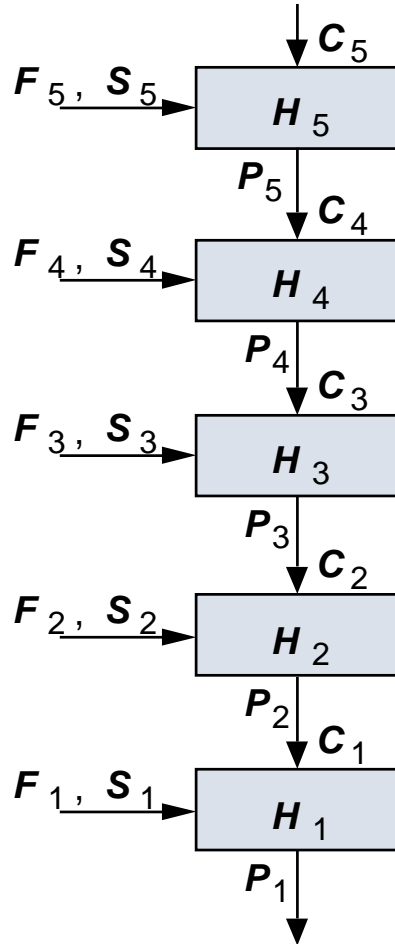 C5
F5, S5
H5
P5
C4
F4, S4
H4
P4
C3
F3, S3
H3
P3
C2
F2, S2
H2
P2
C1
F1, S1
H1
P1